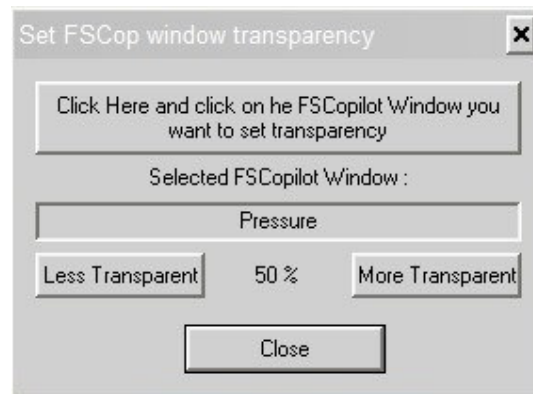 Set FSCop window transparency
Click Here and click on he FSCopilot Window you
want to set transparency
Selected FSCopilot Window :
Pressure
Less Transparent 50 % More Transparent
Close